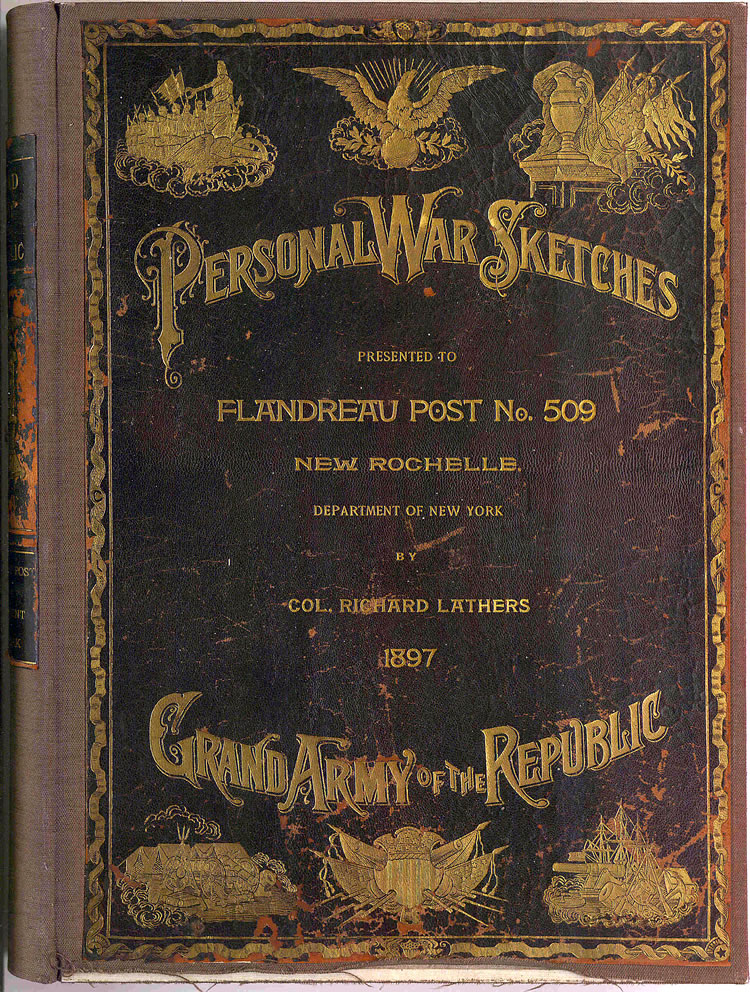 PERSONAL WAR SKETCHES
PRESENTED TO
FLANDREAU POST No. 509
NEW ROCHELLE.
DEPARTMENT OF NEW YORK
BY
COL. RICHARD LATHERS
1897
GRAND ARMY OF THE REPUBLIC
POST